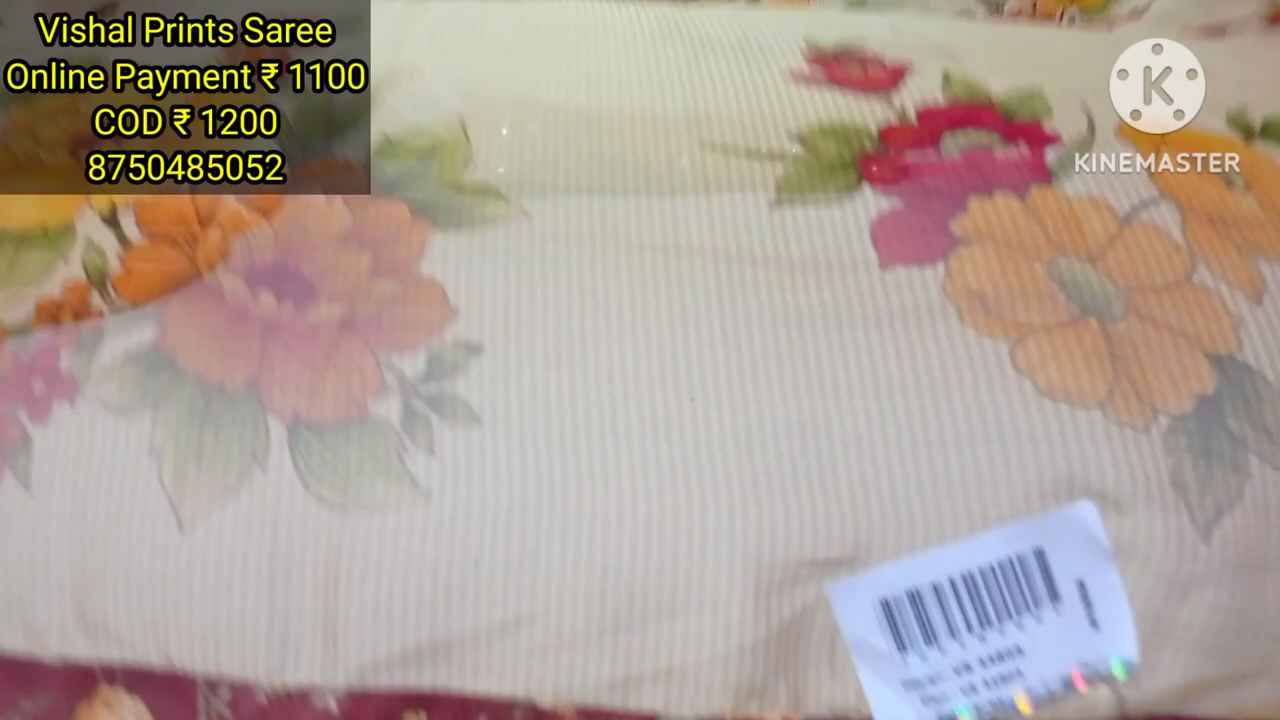 Vishal Prints Saree
Online Payment ₹ 1100
COD ₹ 1200
8750485052
K
KINEMASTER